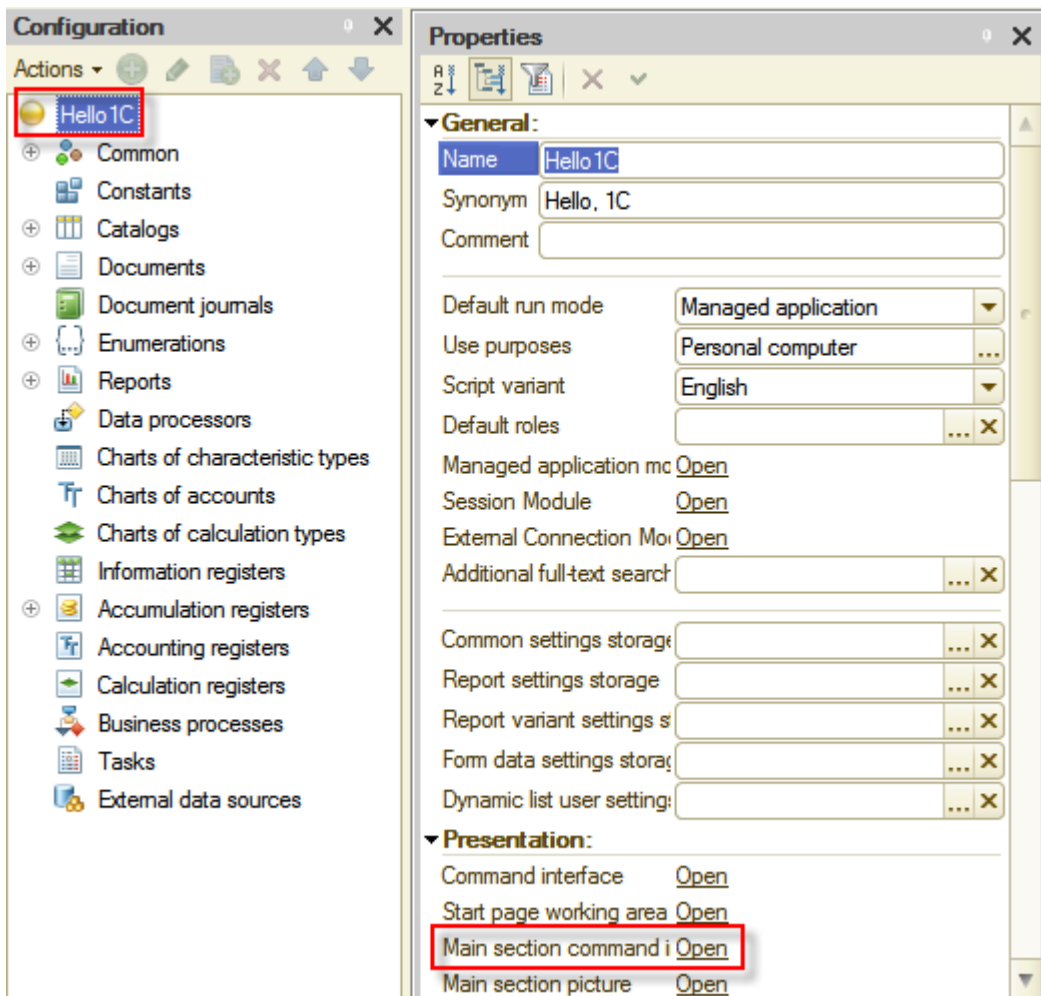 Configuration
Actions
Hello1C
Common
Constants
Catalogs
Documents
Document journals
Enumerations
Reports
Data processors
Charts of characteristic types
Charts of accounts
Charts of calculation types
Information registers
Accumulation registers
Accounting registers
Calculation registers
Business processes
Tasks
External data sources
Properties
General:
Name Hello1C
Synonym Hello, 1C
Comment
Default run mode Managed application
Use purposes Personal computer ...
Script variant English
Default roles ...
Managed application mo Open
Session Module Open
External Connection Mo Open
Additional full-text search ...
Common settings storage ...
Report settings storage ...
Report variant settings s ...
Form data settings storag ...
Dynamic list user settings ...
Presentation:
Command interface Open
Start page working area Open
Main section command i Open
Main section picture Open